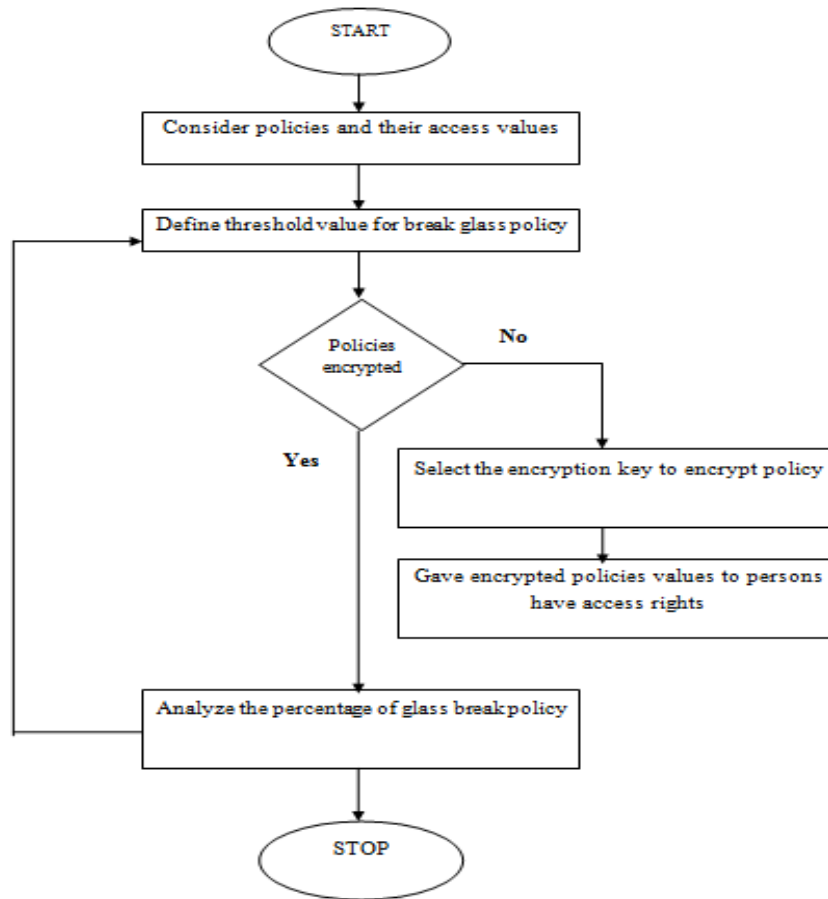 START
Consider policies and their access values
Define threshold value for break glass policy
Policies
encrypted
No
Yes
Select the encryption key to encrypt policy
Gave encrypted policies values to persons
have access rights
Analyze the percentage of glass break policy
STOP